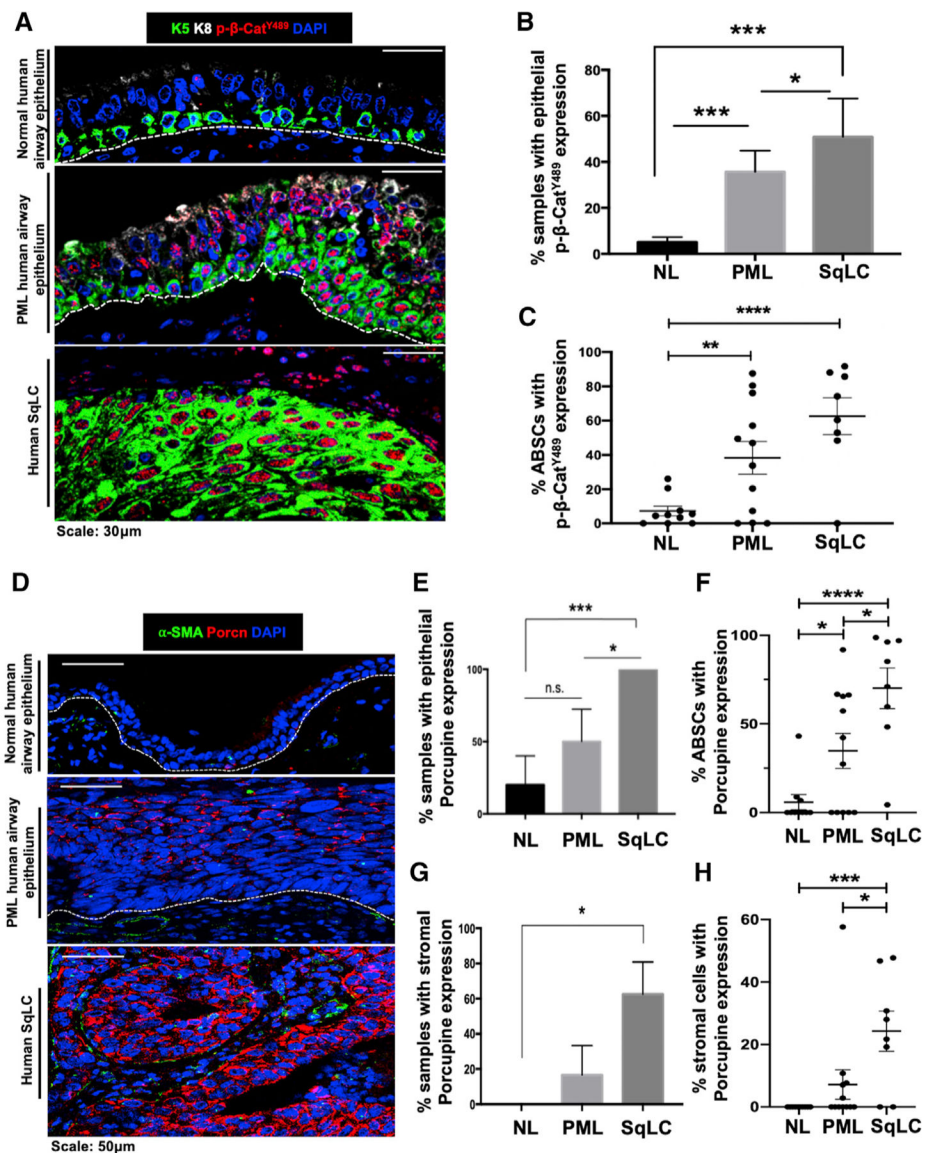 A
K5 K8 p-β-Cat^Y489 DAPI
Normal human
airway epithelium
PML human airway
epithelium
Human SqLC
Scale: 30μm
B
% samples with epithelial
p-β-Cat^Y489 expression
80
60
40
20
0
***
***
*
NL PML SqLC
C
% ABSCs with
p-β-Cat^Y489 expression
100
80
60
40
20
0
****
**
NL PML SqLC
D
α-SMA Porcn DAPI
Normal human
airway epithelium
PML human airway
epithelium
Human SqLC
Scale: 50μm
E
% samples with epithelial
Porcupine expression
100
50
0
***
n.s.
*
NL PML SqLC
F
% ABSCs with
Porcupine expression
100
50
0
****
*
*
NL PML SqLC
G
% samples with stromal
Porcupine expression
100
80
60
40
20
0
*
NL PML SqLC
H
% stromal cells with
Porcupine expression
60
40
20
0
***
*
NL PML SqLC